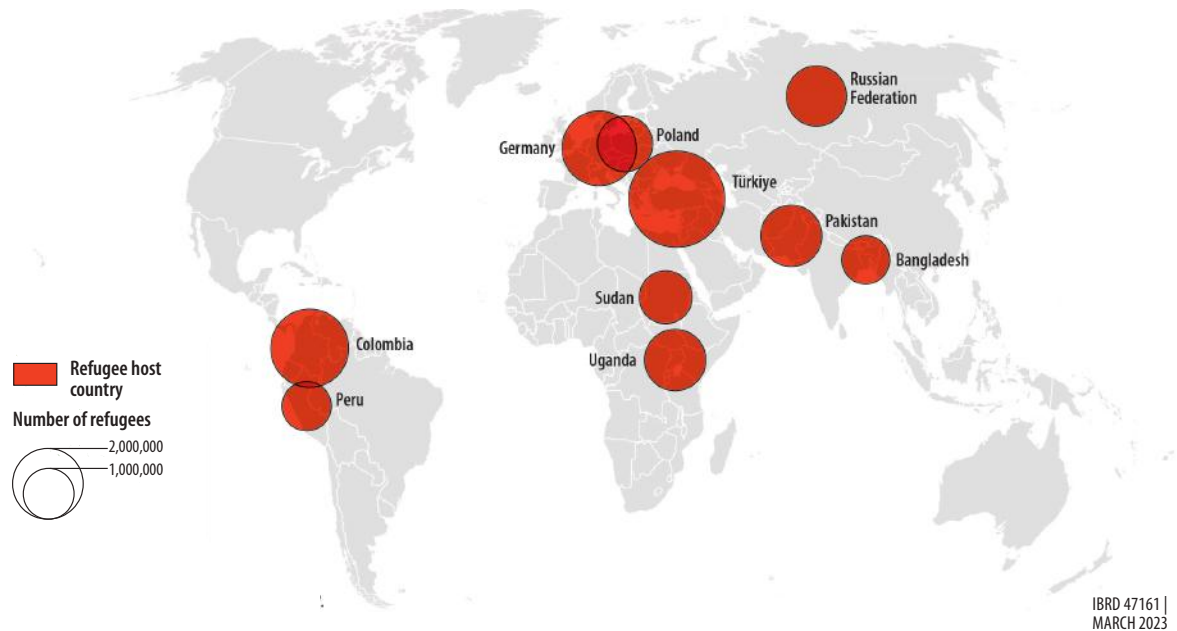 Russian
Federation
Poland
Germany
Türkiye
Pakistan
Bangladesh
Sudan
Uganda
Colombia
Peru
Refugee host
country
Number of refugees
2,000,000
1,000,000
IBRD 47161 |
MARCH 2023